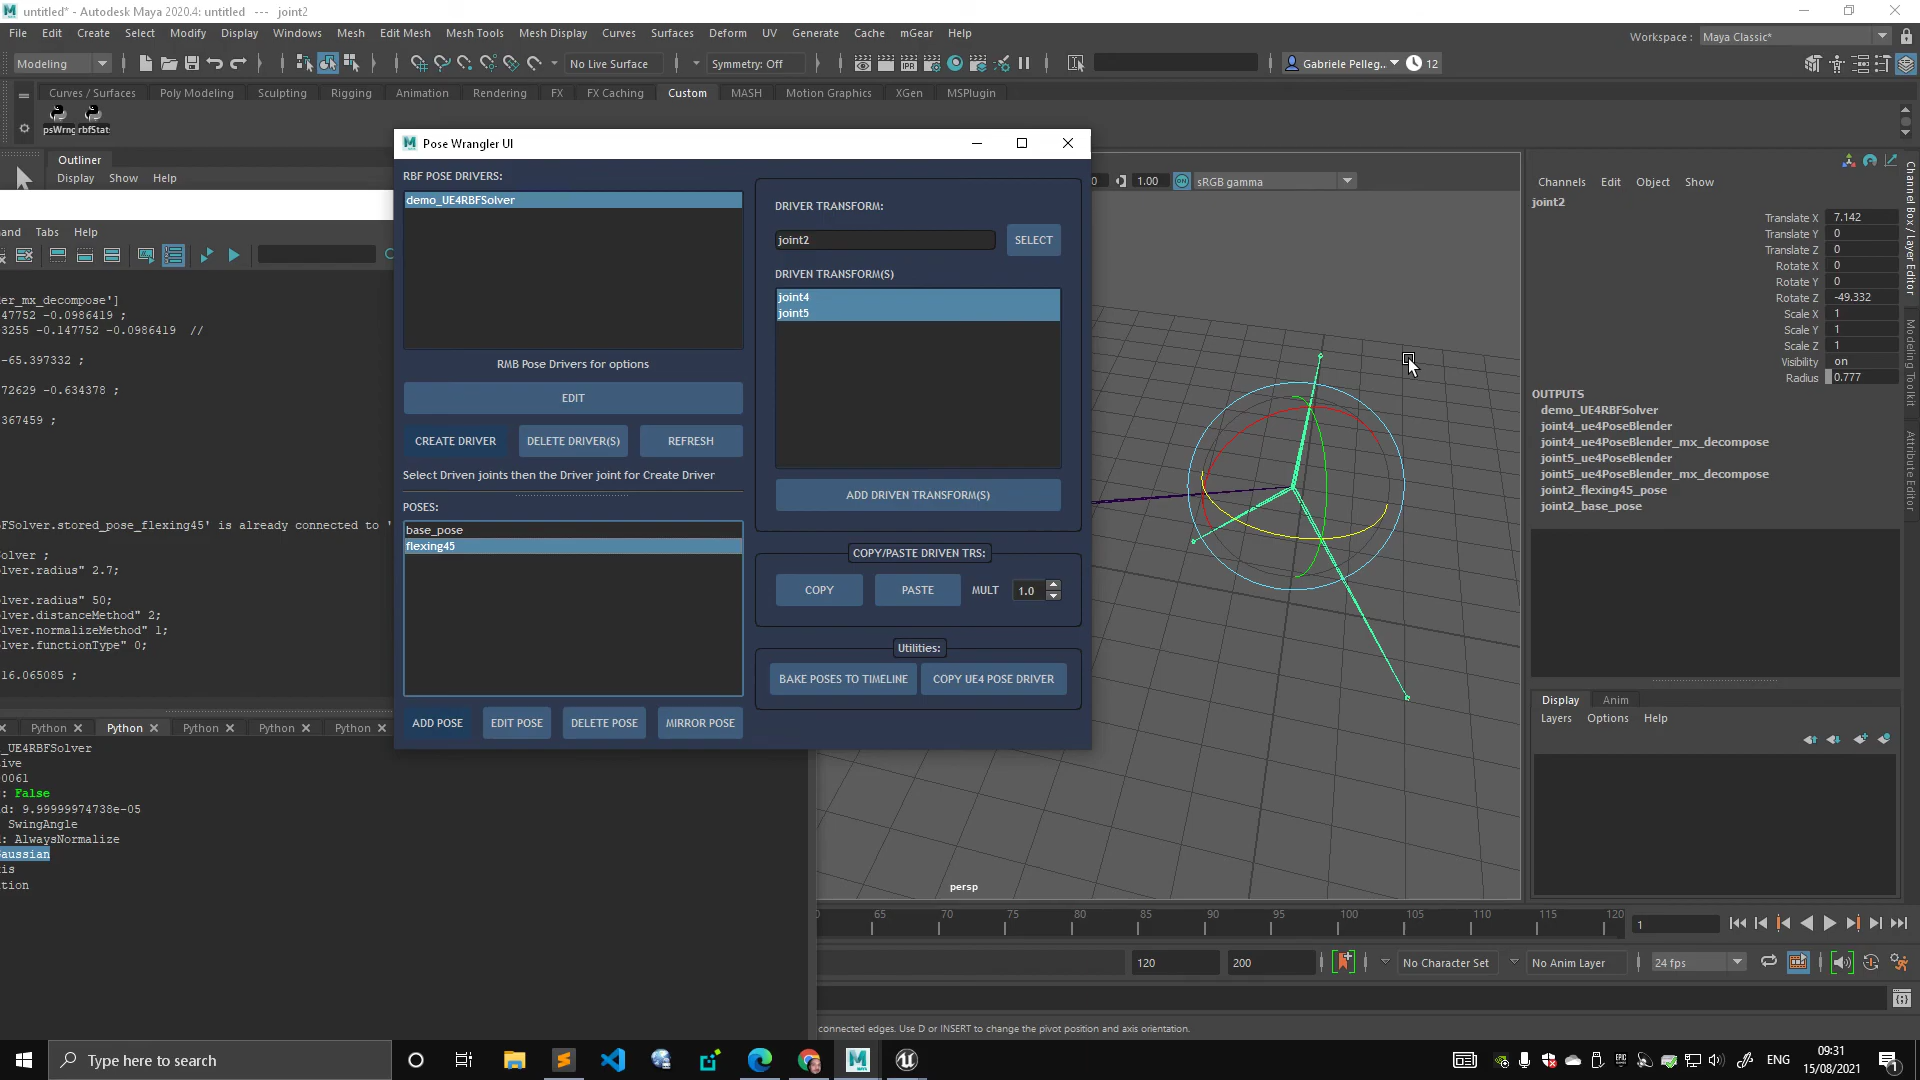 untitled* - Autodesk Maya 2020.4: untitled --- joint2
File Edit Create Select Modify Display Windows Mesh Edit Mesh Mesh Tools Mesh Display Curves Surfaces Deform UV Generate Cache mGear Help
Workspace : Maya Classic*
Modeling No Live Surface Symmetry: Off Gabriele Pelleg... 12
Curves / Surfaces Poly Modeling Sculpting Rigging Animation Rendering FX FX Caching Custom MASH Motion Graphics XGen MSPlugin
psWrng rbfStat
Outliner
Display Show Help
and Tabs Help
er_mx_decompose']
47752 -0.0986419 ;
3255 -0.147752 -0.0986419 //
-65.397332 ;
72629 -0.634378 ;
367459 ;
BFSolver.stored_pose_flexing45' is already connected to '
Solver ;
lver.radius" 2.7;
lver.radius" 50;
lver.distanceMethod" 2;
lver.normalizeMethod" 1;
lver.functionType" 0;
16.065085 ;
Python Python Python Python Python
_UE4RBFSolver
ive
0061
: False
d: 9.99999974738e-05
SwingAngle
: AlwaysNormalize
aussian
is
tion
Pose Wrangler UI
RBF POSE DRIVERS:
demo_UE4RBFSolver
RMB Pose Drivers for options
EDIT
CREATE DRIVER DELETE DRIVER(S) REFRESH
Select Driven joints then the Driver joint for Create Driver
POSES:
base_pose
flexing45
ADD POSE EDIT POSE DELETE POSE MIRROR POSE
DRIVER TRANSFORM:
joint2 SELECT
DRIVEN TRANSFORM(S)
joint4
joint5
ADD DRIVEN TRANSFORM(S)
COPY/PASTE DRIVEN TRS:
COPY PASTE MULT 1.0
Utilities:
BAKE POSES TO TIMELINE COPY UE4 POSE DRIVER
0 1.00 ON sRGB gamma
persp
Channels Edit Object Show
joint2
Translate X 7.142
Translate Y 0
Translate Z 0
Rotate X 0
Rotate Y 0
Rotate Z -49.332
Scale X 1
Scale Y 1
Scale Z 1
Visibility on
Radius 0.777
OUTPUTS
demo_UE4RBFSolver
joint4_ue4PoseBlender
joint4_ue4PoseBlender_mx_decompose
joint5_ue4PoseBlender
joint5_ue4PoseBlender_mx_decompose
joint2_flexing45_pose
joint2_base_pose
Channel Box / Layer Editor
Modeling Toolkit
Attribute Editor
Display Anim
Layers Options Help
65 70 75 80 85 90 95 100 105 110 115 120
1
120 200 No Character Set No Anim Layer 24 fps
connected edges. Use D or INSERT to change the pivot position and axis orientation.
Type here to search
ENG
09:31
15/08/2021
1